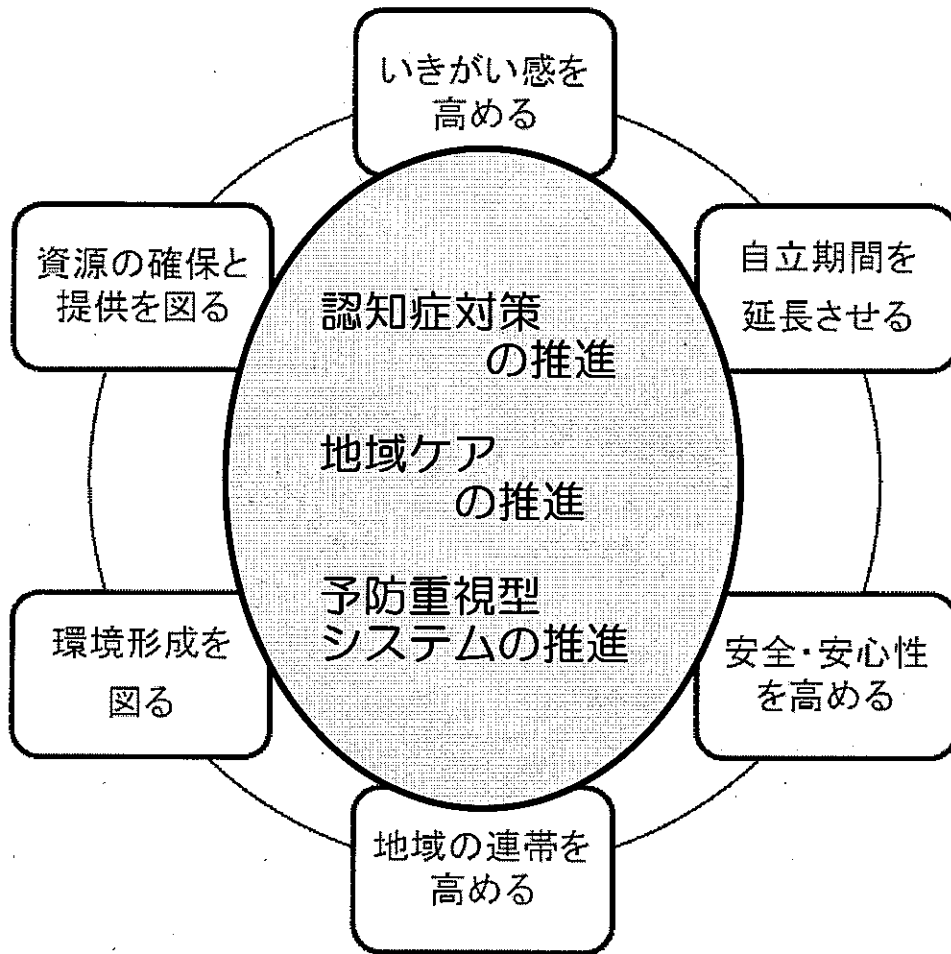 いきがい感を
高める
資源の確保と
提供を図る
自立期間を
延長させる
認知症対策
の推進
地域ケア
の推進
予防重視型
システムの推進
環境形成を
図る
安全・安心性
を高める
地域の連帯を
高める